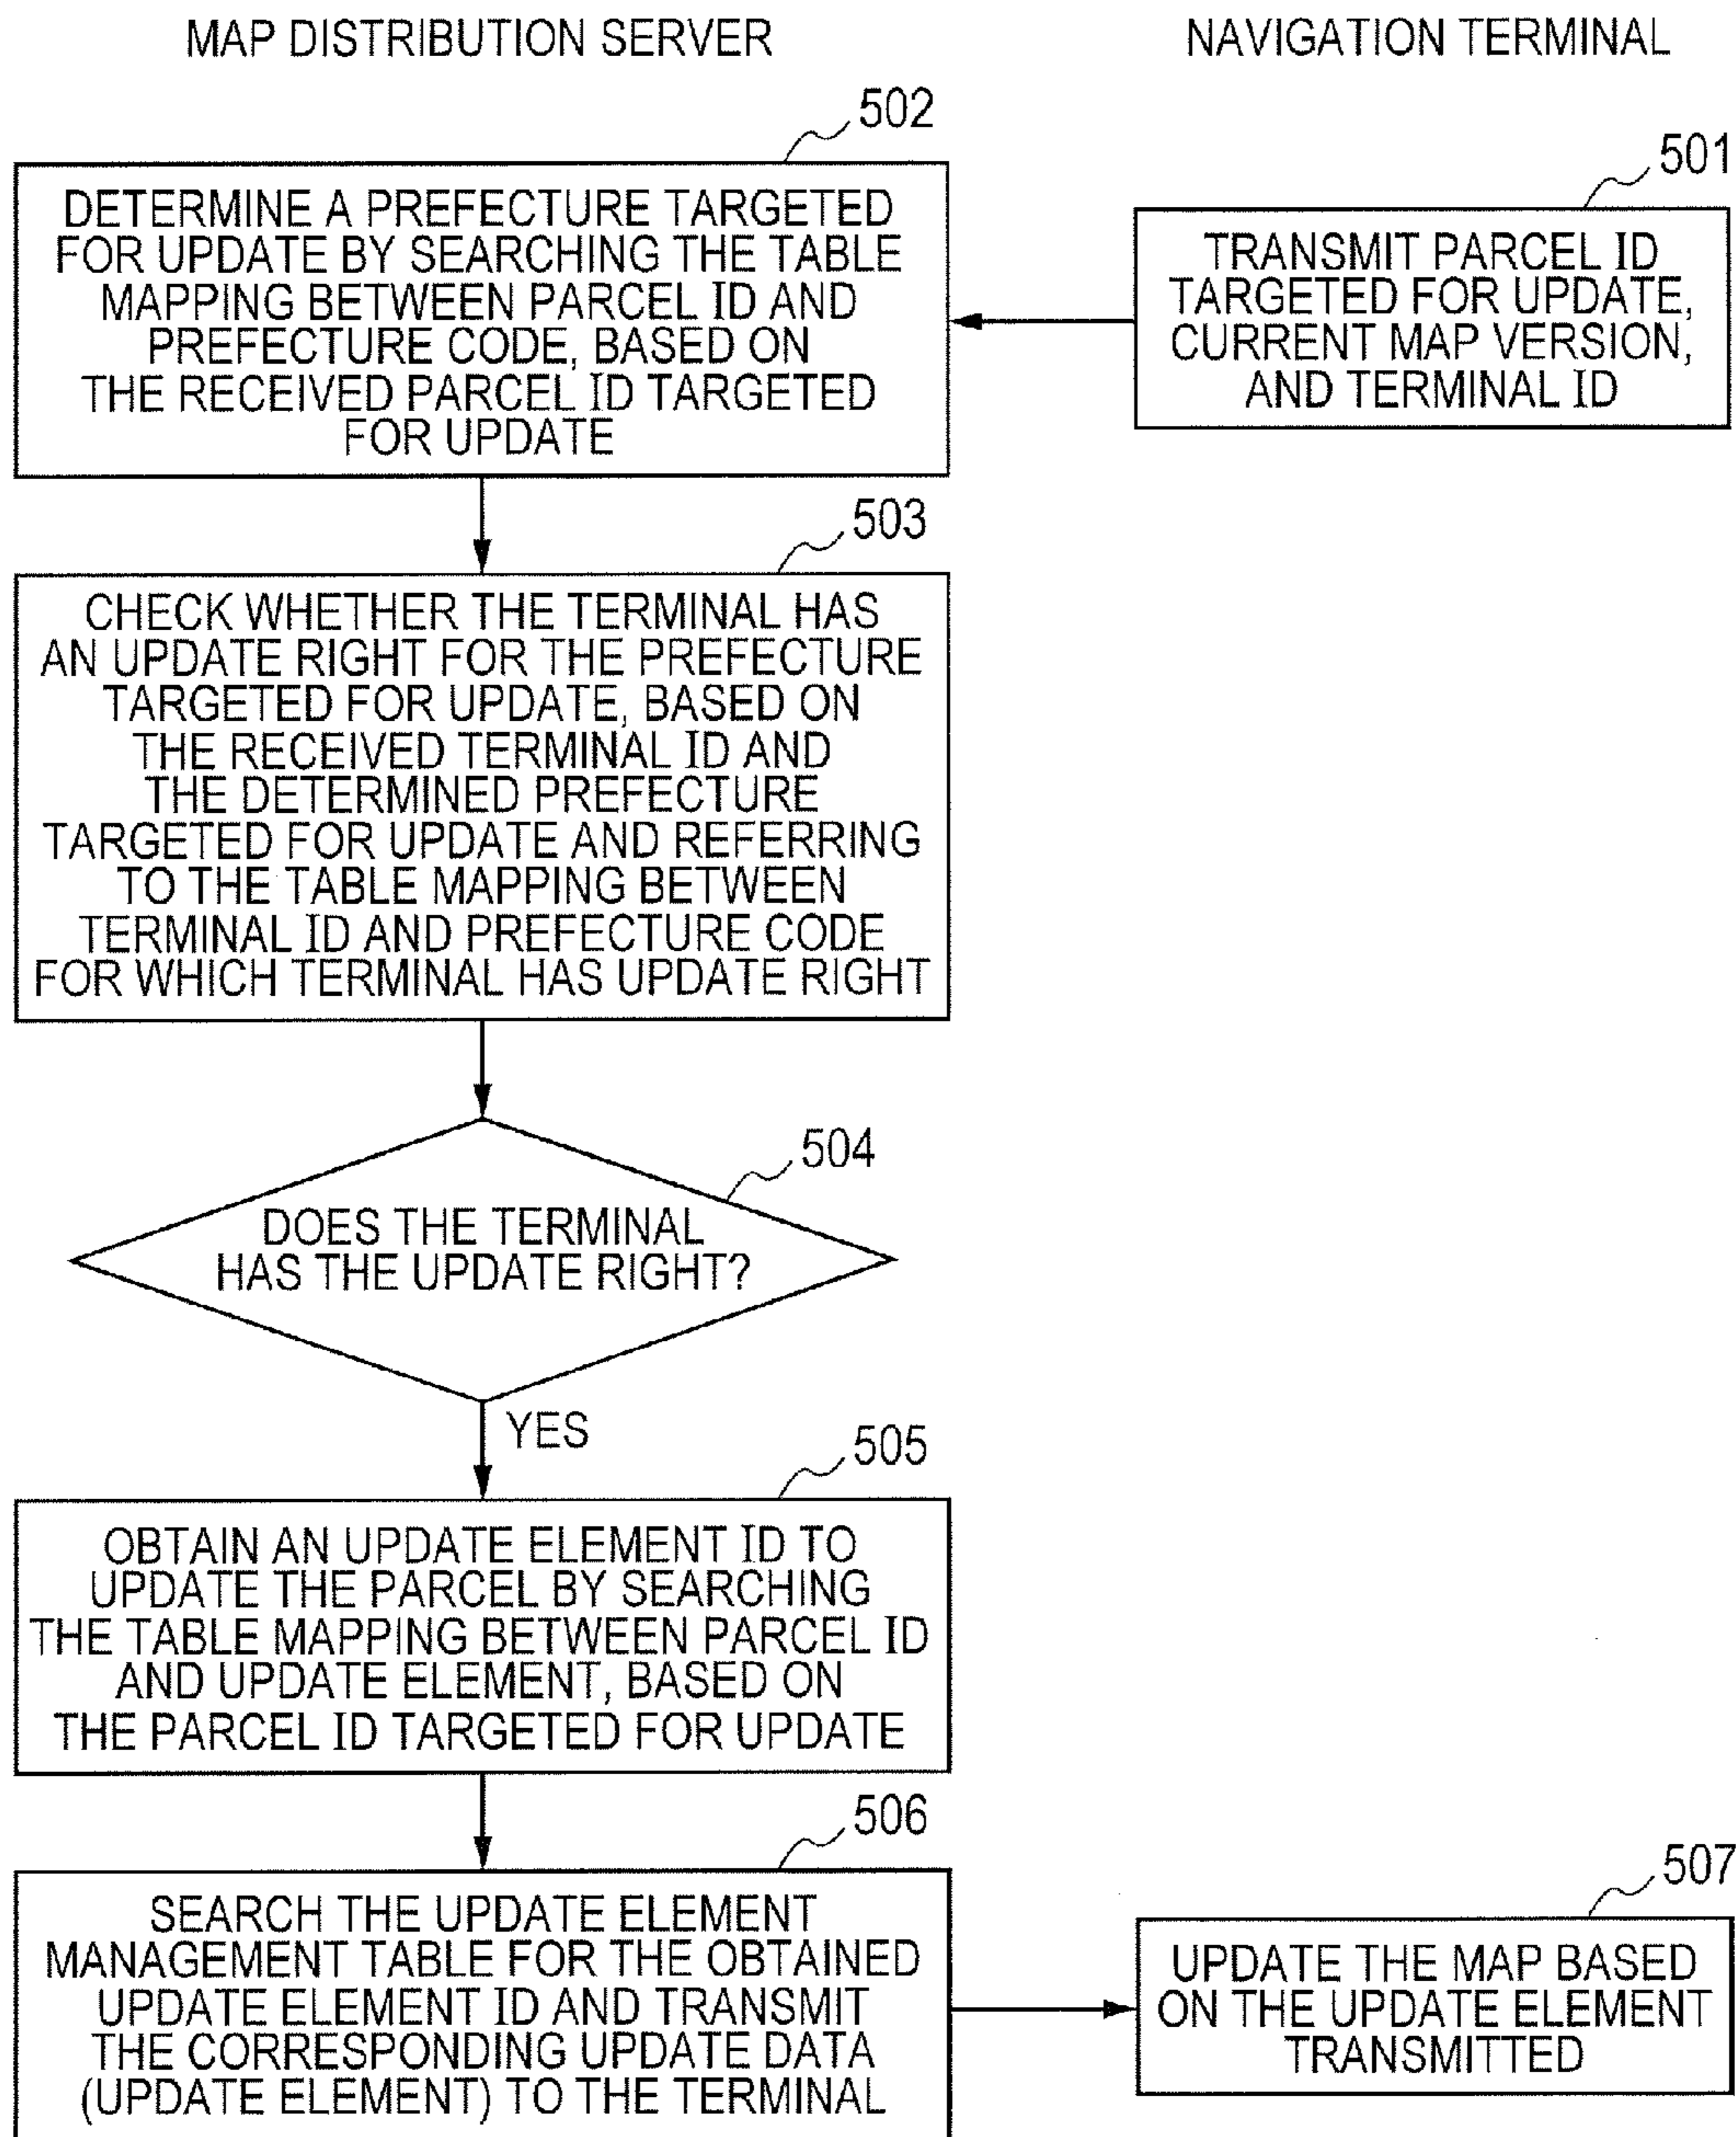 MAP DISTRIBUTION SERVER
NAVIGATION TERMINAL
502
501
DETERMINE A PREFECTURE TARGETED
FOR UPDATE BY SEARCHING THE TABLE
MAPPING BETWEEN PARCEL ID AND
PREFECTURE CODE, BASED ON
THE RECEIVED PARCEL ID TARGETED
FOR UPDATE
TRANSMIT PARCEL ID
TARGETED FOR UPDATE,
CURRENT MAP VERSION,
AND TERMINAL ID
503
CHECK WHETHER THE TERMINAL HAS
AN UPDATE RIGHT FOR THE PREFECTURE
TARGETED FOR UPDATE, BASED ON
THE RECEIVED TERMINAL ID AND
THE DETERMINED PREFECTURE
TARGETED FOR UPDATE AND REFERRING
TO THE TABLE MAPPING BETWEEN
TERMINAL ID AND PREFECTURE CODE
FOR WHICH TERMINAL HAS UPDATE RIGHT
504
DOES THE TERMINAL
HAS THE UPDATE RIGHT?
YES
505
OBTAIN AN UPDATE ELEMENT ID TO
UPDATE THE PARCEL BY SEARCHING
THE TABLE MAPPING BETWEEN PARCEL ID
AND UPDATE ELEMENT, BASED ON
THE PARCEL ID TARGETED FOR UPDATE
506
SEARCH THE UPDATE ELEMENT
MANAGEMENT TABLE FOR THE OBTAINED
UPDATE ELEMENT ID AND TRANSMIT
THE CORRESPONDING UPDATE DATA
(UPDATE ELEMENT) TO THE TERMINAL
507
UPDATE THE MAP BASED
ON THE UPDATE ELEMENT
TRANSMITTED